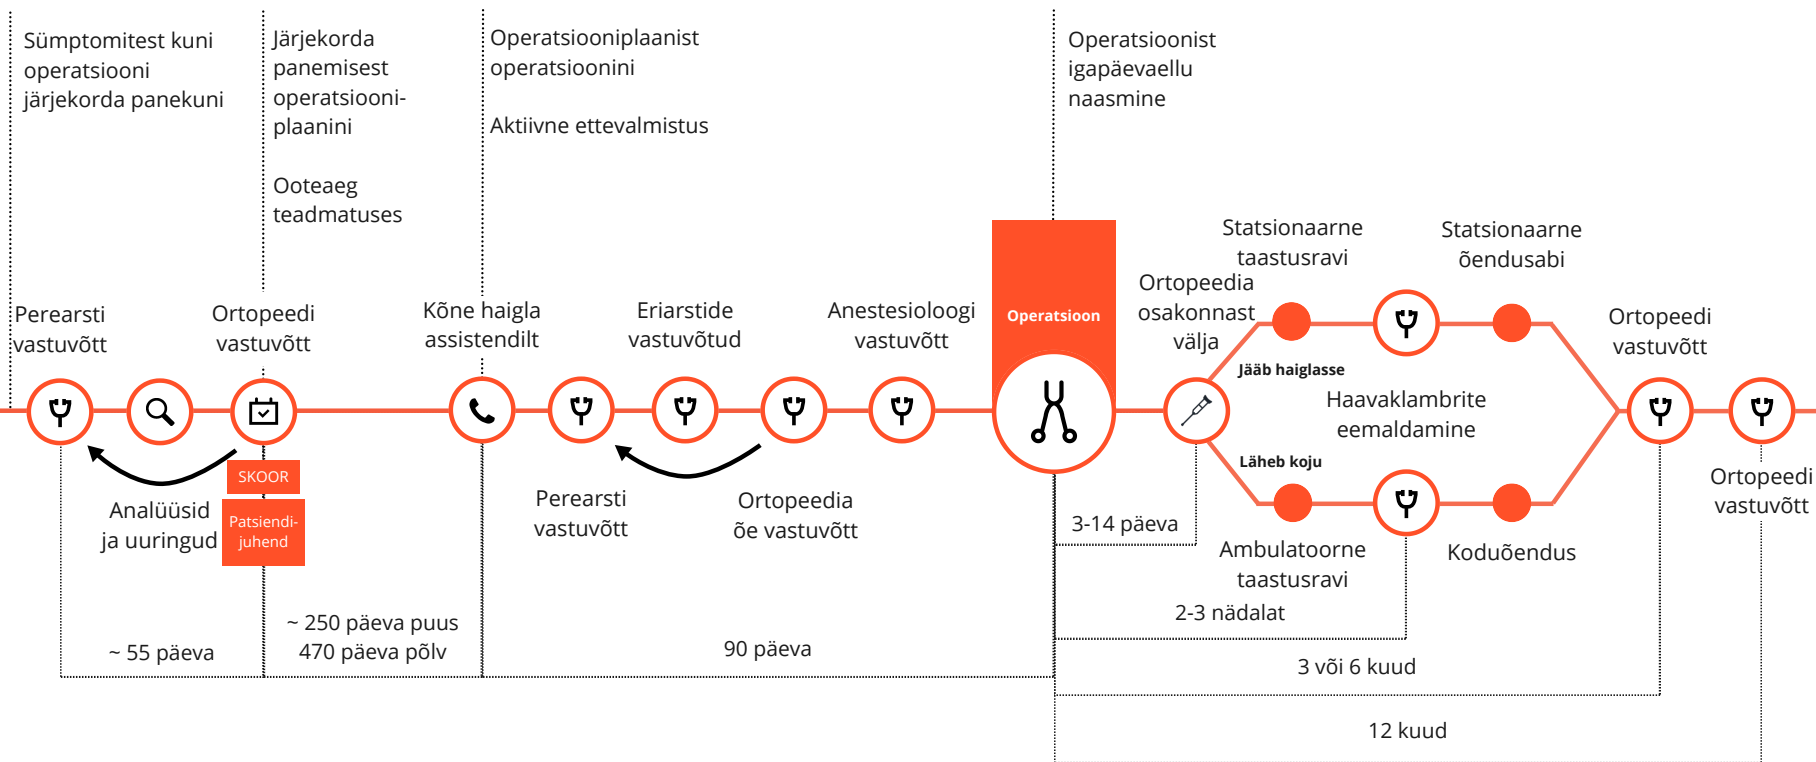 Sümptomitest kuni
operatsiooni
järjekorda panekuni
Järjekorda
panemisest
operatsiooni-
plaanini
Ooteaeg
teadmatuses
Operatsiooniplaanist
operatsioonini
Aktiivne ettevalmistus
Operatsioonist
igapäevaellu
naasmine
Perearsti
vastuvõtt
Ortopeedi
vastuvõtt
Kõne haigla
assistendilt
Eriarstide
vastuvõtud
Anestesioloogi
vastuvõtt
Operatsioon
Ortopeedia
osakonnast
välja
Statsionaarne
taastusravi
Statsionaarne
õendusabi
Ortopeedi
vastuvõtt
Jääb haiglasse
Haavaklambrite
eemaldamine
Läheb koju
Analüüsid
ja uuringud
SKOOR
Patsiendi-
juhend
Perearsti
vastuvõtt
Ortopeedia
õe vastuvõtt
Ambulatoorne
taastusravi
Koduõendus
Ortopeedi
vastuvõtt
~ 55 päeva
~ 250 päeva puus
470 päeva põlv
90 päeva
3-14 päeva
2-3 nädalat
3 või 6 kuud
12 kuud